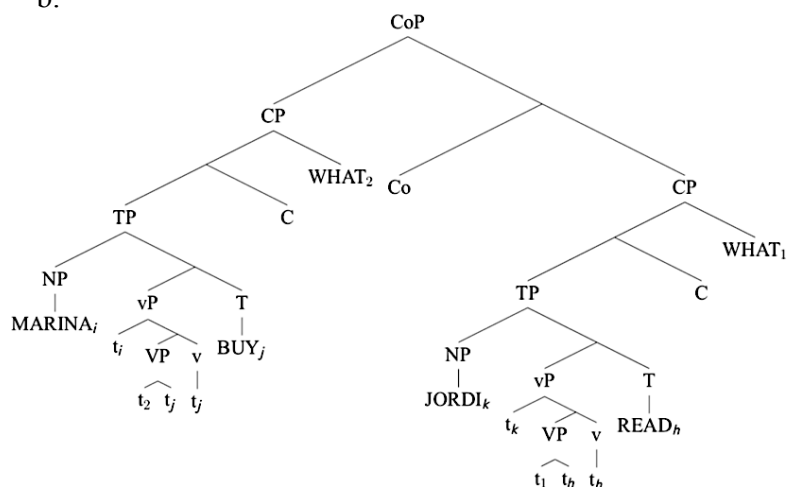 b.
CoP
CP
WHAT₂ Co CP
TP C
WHAT₁
NP vP T TP C
MARINAᵢ
tᵢ VP v BUYⱼ
NP vP T
t₂ tⱼ tⱼ
JORDIₖ
tₖ VP v READₕ
t₁ tₕ tₕ